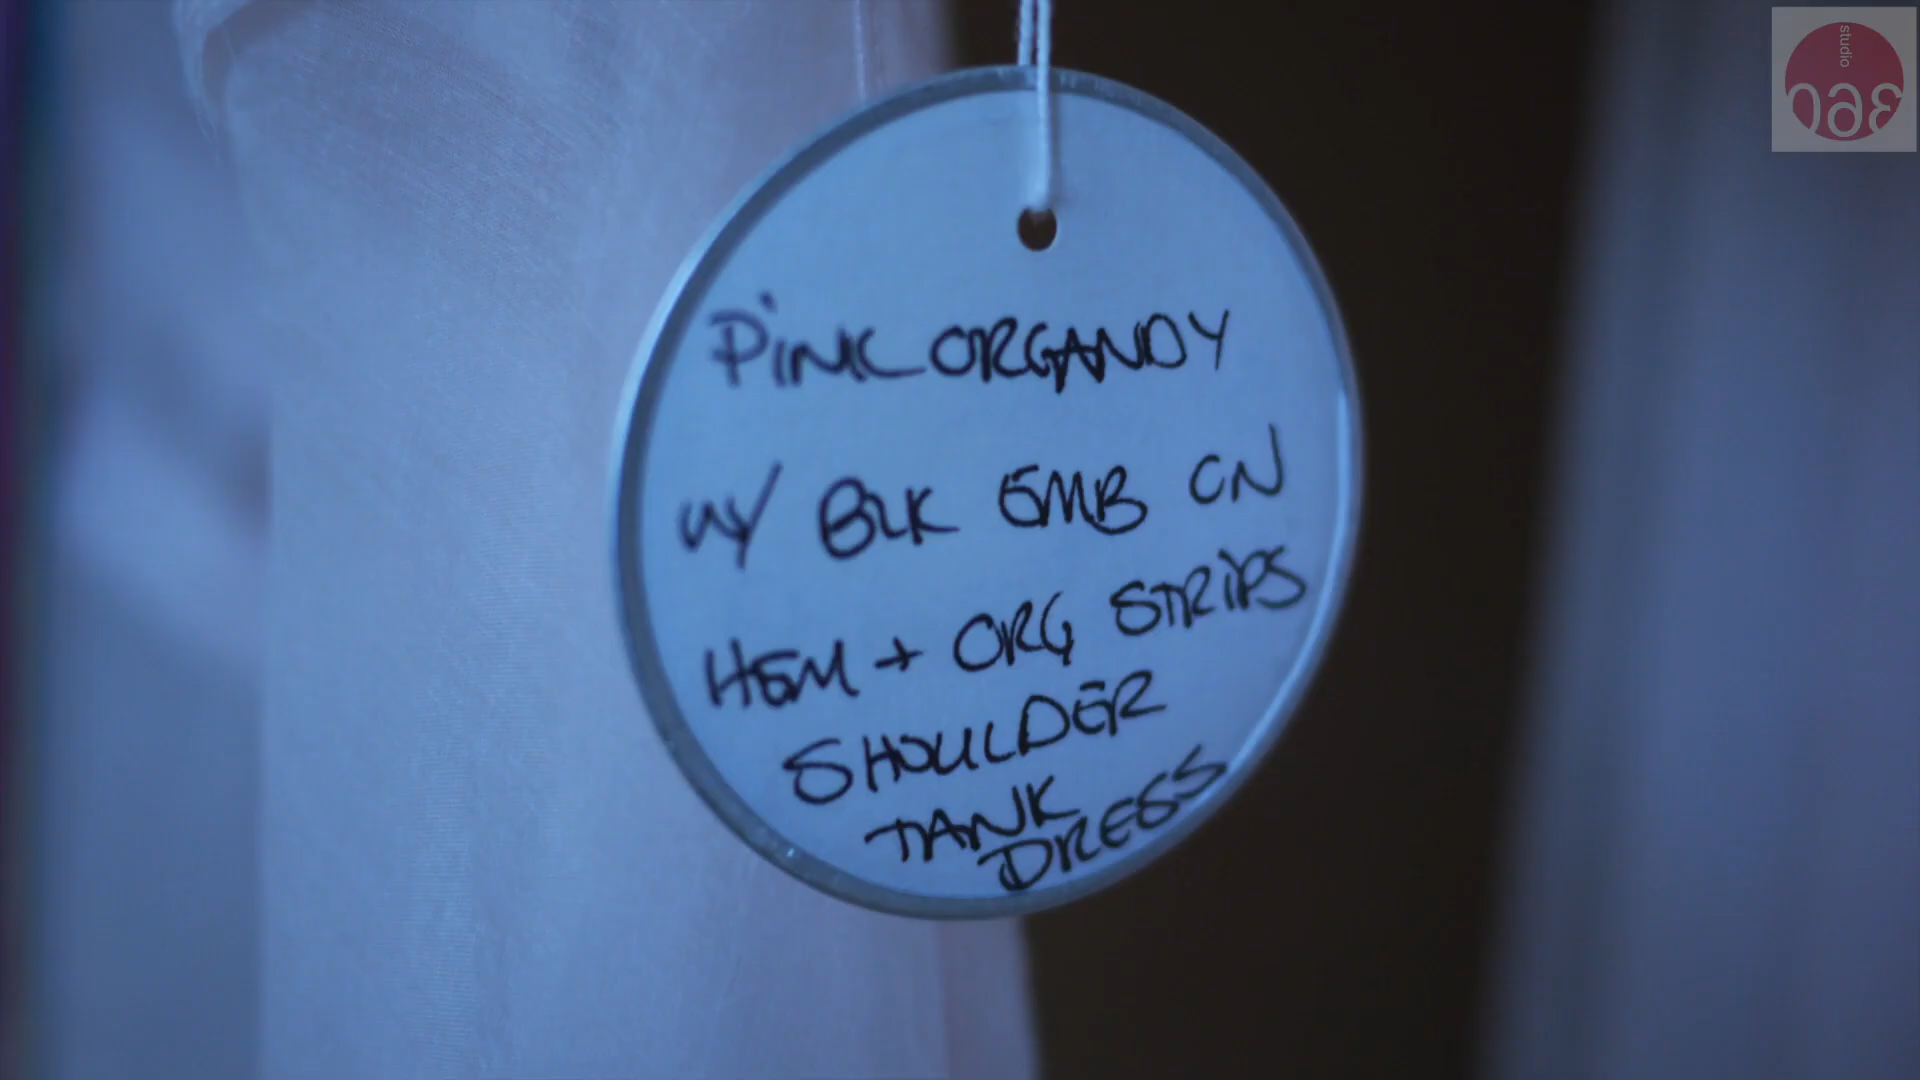 PINK ORGANDY
W/ BLK EMB ON
HEM + ORG STRIPS
SHOULDER
TANK
DRESS
studio
360